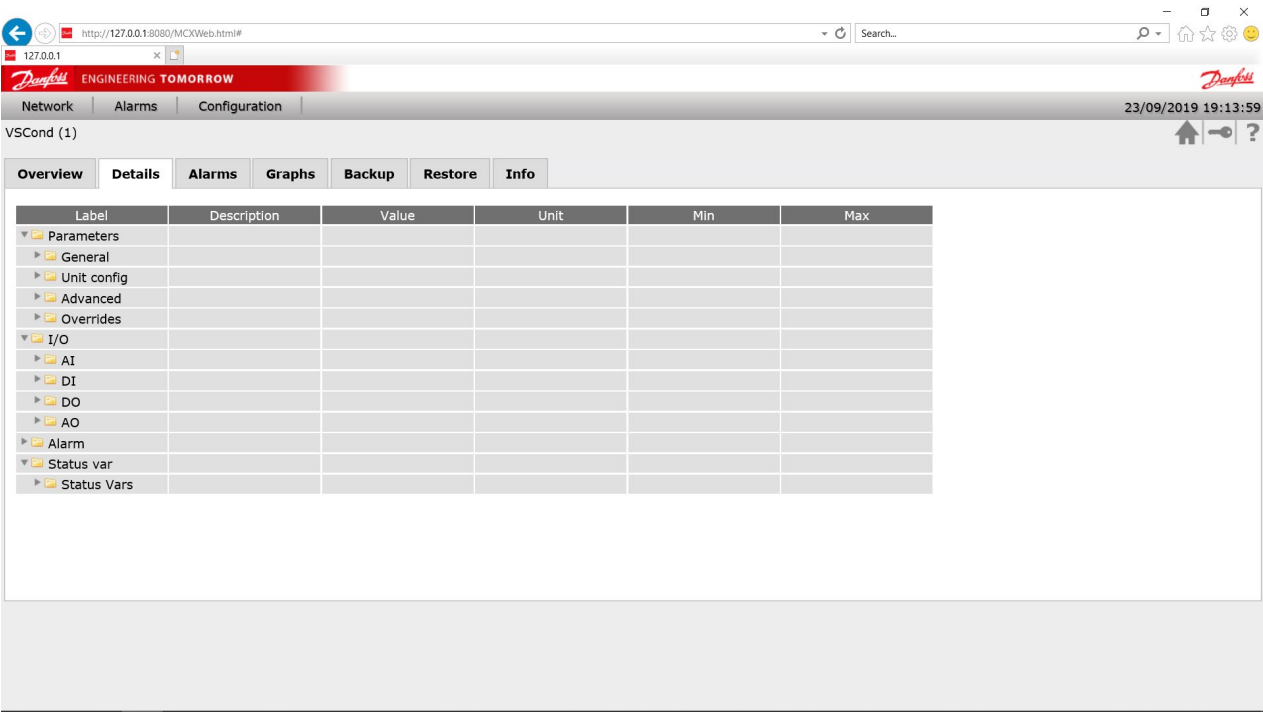 http://127.0.0.1:8080/MCXWeb.html#
Search...
127.0.0.1
Danfoss ENGINEERING TOMORROW Danfoss
Network Alarms Configuration 23/09/2019 19:13:59
VSCond (1) ?
Overview Details Alarms Graphs Backup Restore Info
Label Description Value Unit Min Max
Parameters
General
Unit config
Advanced
Overrides
I/O
AI
DI
DO
AO
Alarm
Status var
Status Vars